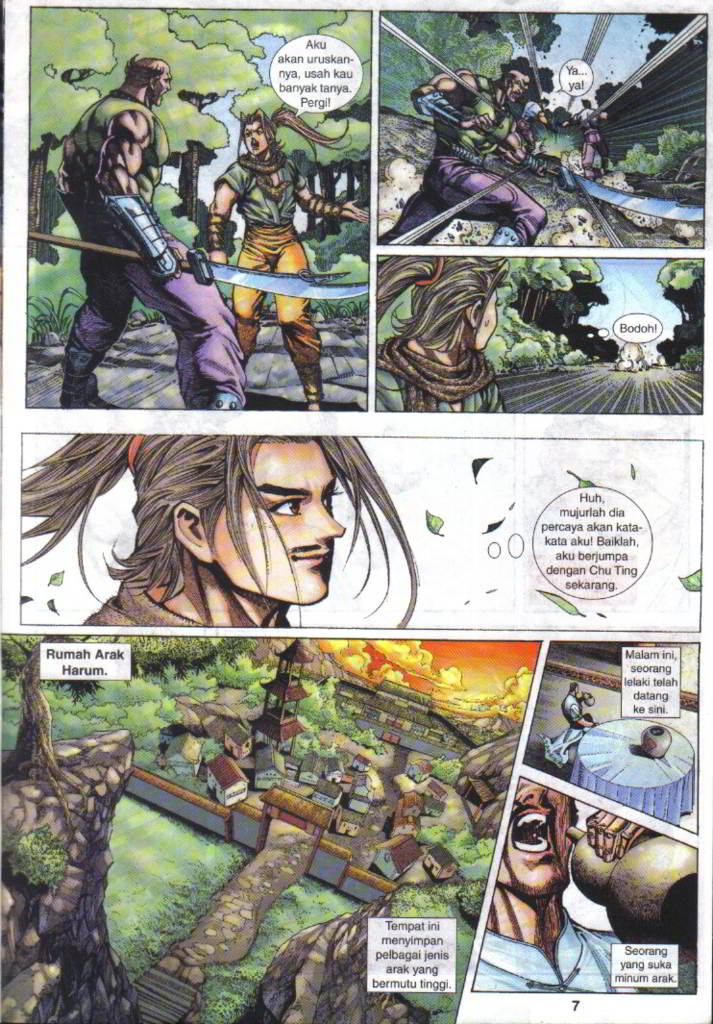 Aku
akan uruskan-
nya, usah kau
banyak tanya.
Pergi!
Ya...
ya!
Bodoh!
Huh,
mujurlah dia
percaya akan kata-
kata aku! Baiklah,
aku berjumpa
dengan Chu Ting
sekarang.
Rumah Arak
Harum.
Tempat ini
menyimpan
pelbagai jenis
arak yang
bermutu tinggi.
Malam ini,
seorang
lelaki telah
datang
ke sini.
Seorang
yang suka
minum arak.
7